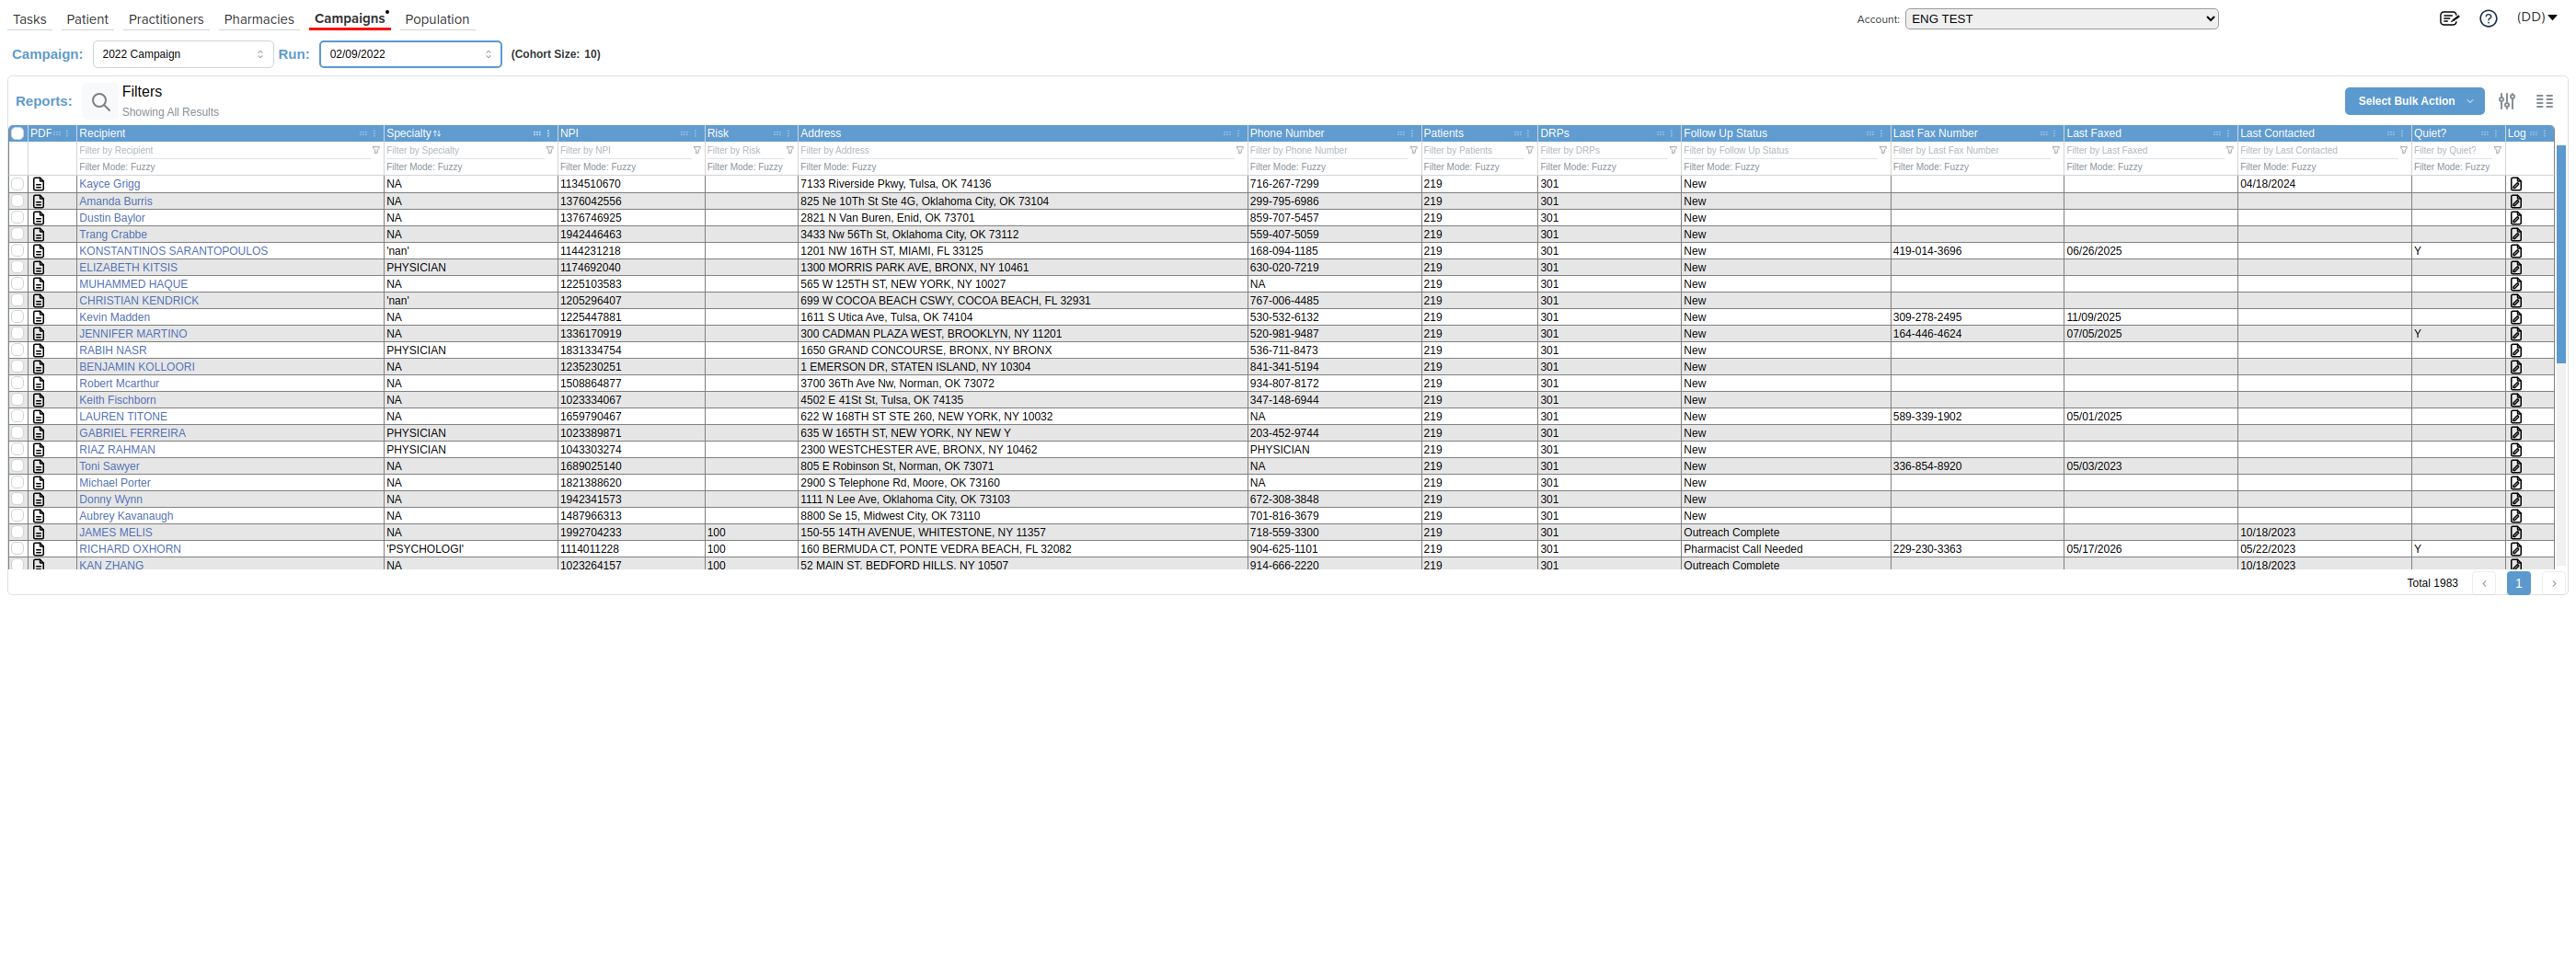 Tasks Patient Practitioners Pharmacies Campaigns Population Account: ENG TEST (DD)
Campaign: 2022 Campaign Run: 02/09/2022 (Cohort Size: 10)
Reports: Filters Select Bulk Action
Showing All Results
PDF Recipient Specialty NPI Risk Address Phone Number Patients DRPs Follow Up Status Last Fax Number Last Faxed Last Contacted Quiet? Log
Filter by Recipient Filter by Specialty Filter by NPI Filter by Risk Filter by Address Filter by Phone Number Filter by Patients Filter by DRPs Filter by Follow Up Status Filter by Last Fax Number Filter by Last Faxed Filter by Last Contacted Filter by Quiet?
Filter Mode: Fuzzy Filter Mode: Fuzzy Filter Mode: Fuzzy Filter Mode: Fuzzy Filter Mode: Fuzzy Filter Mode: Fuzzy Filter Mode: Fuzzy Filter Mode: Fuzzy Filter Mode: Fuzzy Filter Mode: Fuzzy Filter Mode: Fuzzy Filter Mode: Fuzzy Filter Mode: Fuzzy
Kayce Grigg NA 1134510670 7133 Riverside Pkwy, Tulsa, OK 74136 716-267-7299 219 301 New 04/18/2024
Amanda Burris NA 1376042556 825 Ne 10Th St Ste 4G, Oklahoma City, OK 73104 299-795-6986 219 301 New
Dustin Baylor NA 1376746925 2821 N Van Buren, Enid, OK 73701 859-707-5457 219 301 New
Trang Crabbe NA 1942446463 3433 Nw 56Th St, Oklahoma City, OK 73112 559-407-5059 219 301 New
KONSTANTINOS SARANTOPOULOS 'nan' 1144231218 1201 NW 16TH ST, MIAMI, FL 33125 168-094-1185 219 301 New 419-014-3696 06/26/2025 Y
ELIZABETH KITSIS PHYSICIAN 1174692040 1300 MORRIS PARK AVE, BRONX, NY 10461 630-020-7219 219 301 New
MUHAMMED HAQUE NA 1225103583 565 W 125TH ST, NEW YORK, NY 10027 NA 219 301 New
CHRISTIAN KENDRICK 'nan' 1205296407 699 W COCOA BEACH CSWY, COCOA BEACH, FL 32931 767-006-4485 219 301 New
Kevin Madden NA 1225447881 1611 S Utica Ave, Tulsa, OK 74104 530-532-6132 219 301 New 309-278-2495 11/09/2025
JENNIFER MARTINO NA 1336170919 300 CADMAN PLAZA WEST, BROOKLYN, NY 11201 520-981-9487 219 301 New 164-446-4624 07/05/2025 Y
RABIH NASR PHYSICIAN 1831334754 1650 GRAND CONCOURSE, BRONX, NY BRONX 536-711-8473 219 301 New
BENJAMIN KOLLOORI NA 1235230251 1 EMERSON DR, STATEN ISLAND, NY 10304 841-341-5194 219 301 New
Robert Mcarthur NA 1508864877 3700 36Th Ave Nw, Norman, OK 73072 934-807-8172 219 301 New
Keith Fischborn NA 1023334067 4502 E 41St St, Tulsa, OK 74135 347-148-6944 219 301 New
LAUREN TITONE NA 1659790467 622 W 168TH ST STE 260, NEW YORK, NY 10032 NA 219 301 New 589-339-1902 05/01/2025
GABRIEL FERREIRA PHYSICIAN 1023389871 635 W 165TH ST, NEW YORK, NY NEW Y 203-452-9744 219 301 New
RIAZ RAHMAN PHYSICIAN 1043303274 2300 WESTCHESTER AVE, BRONX, NY 10462 PHYSICIAN 219 301 New
Toni Sawyer NA 1689025140 805 E Robinson St, Norman, OK 73071 NA 219 301 New 336-854-8920 05/03/2023
Michael Porter NA 1821388620 2900 S Telephone Rd, Moore, OK 73160 NA 219 301 New
Donny Wynn NA 1942341573 1111 N Lee Ave, Oklahoma City, OK 73103 672-308-3848 219 301 New
Aubrey Kavanaugh NA 1487966313 8800 Se 15, Midwest City, OK 73110 701-816-3679 219 301 New
JAMES MELIS NA 1992704233 100 150-55 14TH AVENUE, WHITESTONE, NY 11357 718-559-3300 219 301 Outreach Complete 10/18/2023
RICHARD OXHORN 'PSYCHOLOGI' 1114011228 100 160 BERMUDA CT, PONTE VEDRA BEACH, FL 32082 904-625-1101 219 301 Pharmacist Call Needed 229-230-3363 05/17/2026 05/22/2023 Y
KAN ZHANG NA 1023264157 100 52 MAIN ST, BEDFORD HILLS, NY 10507 914-666-2220 219 301 Outreach Complete 10/18/2023
Total 1983 1